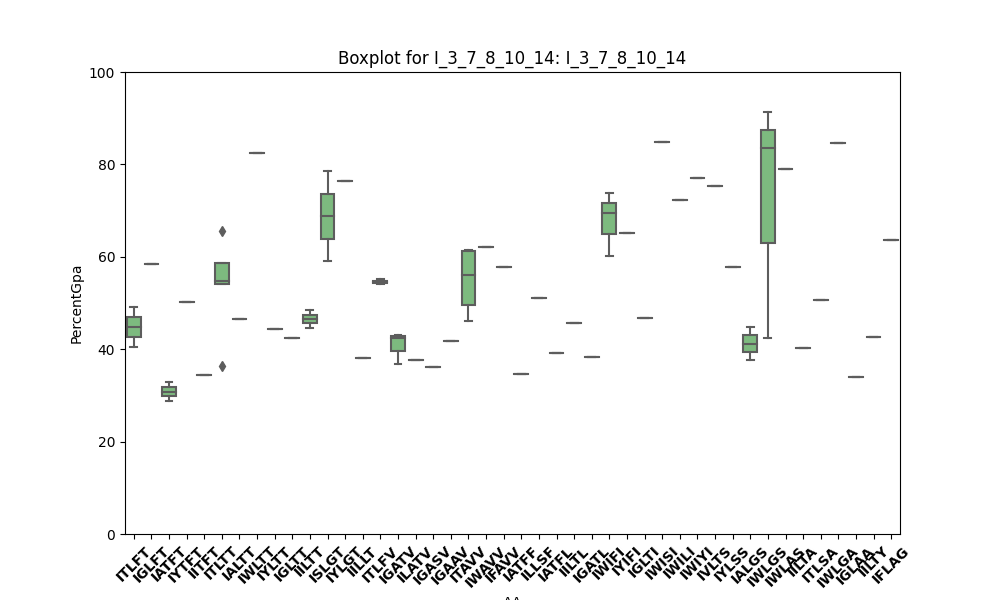 Boxplot for I_3_7_8_10_14: I_3_7_8_10_14
PercentGpa
100
80
60
40
20
0
ITLFT
IGLFT
IATFT
IYTFT
IITFT
ITLTT
IALTT
IWLTT
IYLTT
IGLTT
IILTT
ISLGT
IYLGT
IILLT
ITLFV
IGATV
ILATV
IGASV
IGAAV
ITAVV
IWAVV
IFAVV
IATFF
ILLSF
IATFL
IILTL
IGATL
IWIFI
IYIFI
IGLTI
IWISI
IWILI
IWIYI
IVLTS
IYLSS
IALGS
IWLGS
IWLAS
IILTA
ITLSA
IWLGA
IGLAA
IILTY
IFLAG